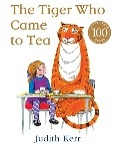 The Tiger Who
Came to Tea
100
Judith Kerr